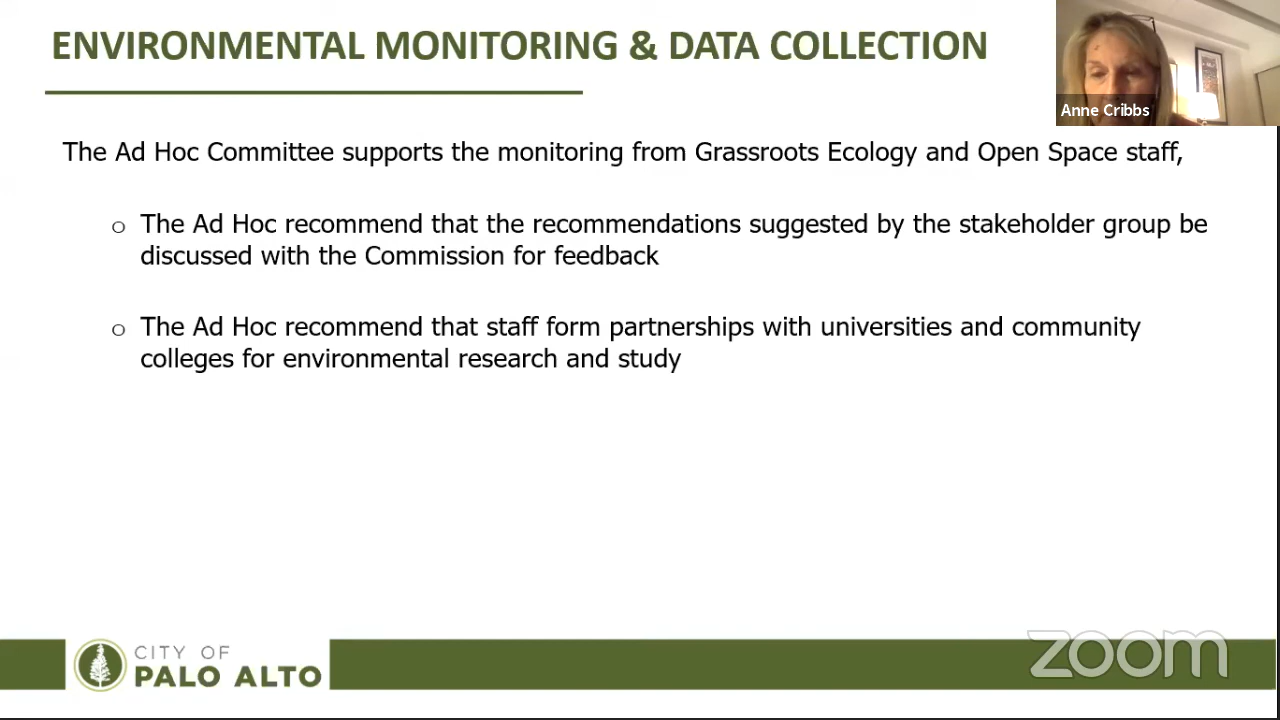 ENVIRONMENTAL MONITORING & DATA COLLECTION
Anne Cribbs
The Ad Hoc Committee supports the monitoring from Grassroots Ecology and Open Space staff,
o The Ad Hoc recommend that the recommendations suggested by the stakeholder group be
discussed with the Commission for feedback
o The Ad Hoc recommend that staff form partnerships with universities and community
colleges for environmental research and study
CITY OF
PALO ALTO
zoom